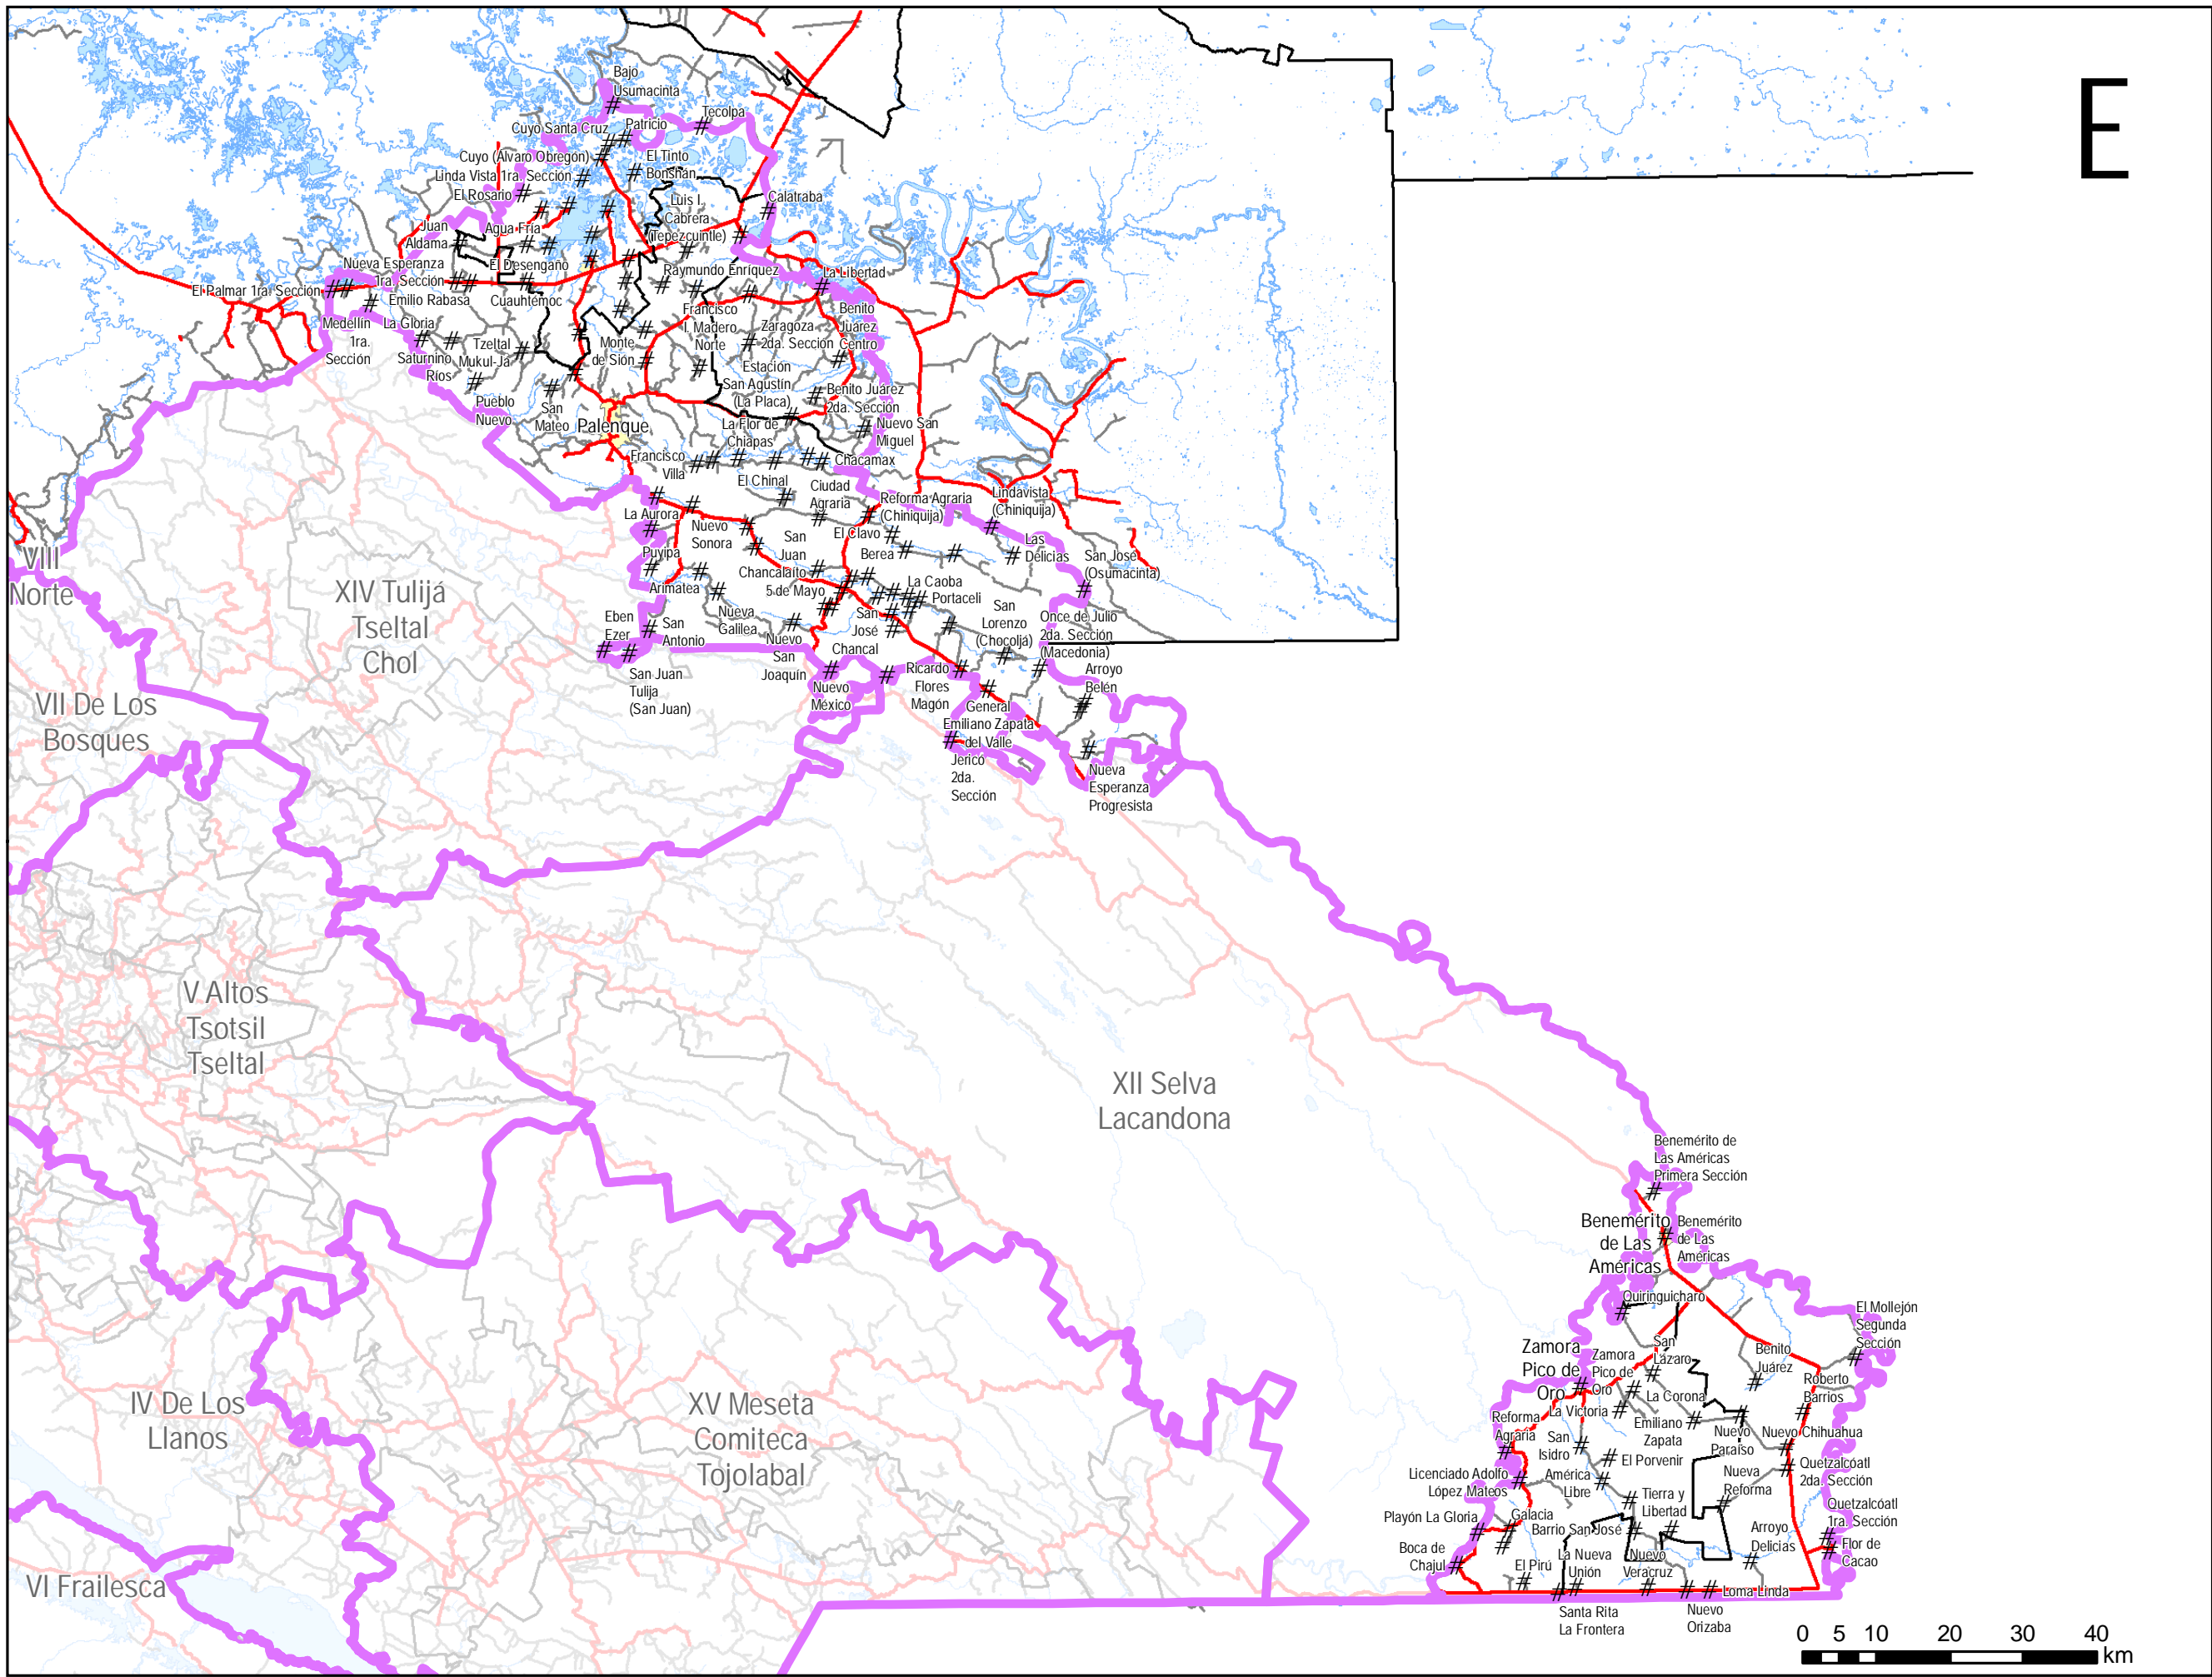 E
Bajo
Usumacinta
Tecolpa
Cuyo Santa Cruz
Patricio
Cuyo (Álvaro Obregón)
El Tinto
Bonshán
Linda Vista 1ra. Sección
El Rosario
Luis I.
Cabrera
(Tepezcuintle)
Calatraba
Juan
Aldama
Agua Fría
Nueva Esperanza
1ra. Sección
El Desengaño
Raymundo Enríquez
La Libertad
El Palmar 1ra. Sección
Emilio Rabasa
Cuauhtémoc
Francisco
I. Madero
Norte
Benito
Juárez
Centro
Medellín
1ra.
Sección
La Gloria
Zaragoza
2da. Sección
Saturnino
Ríos
Tzeltal
Mukul-Ja
Monte
de Sión
Estación
San Agustín
(La Placa)
Benito Juárez
2da. Sección
Pueblo
Nuevo
San
Mateo
Palenque
La Flor de
Chiapas
Nuevo San
Miguel
Francisco
Villa
Chacamax
El Chinal
Ciudad
Agraria
Reforma Agraria
(Chiniquija)
Lindavista
(Chiniquija)
La Aurora
Nuevo
Sonora
San
Juan
Chancalaíto
El Clavo
Berea
Las
Delicias
San José
(Osumacinta)
Puyipa
Arimatea
5 de Mayo
La Caoba
Portaceli
Eben
Ezer
San
Antonio
Nueva
Galilea
Nuevo
San
Joaquín
San
José
San
Lorenzo
(Chocoljá)
Once de Julio
2da. Sección
(Macedonia)
Chancal
San Juan
Tulija
(San Juan)
Nuevo
México
Ricardo
Flores
Magón
Arroyo
Belén
General
Emiliano Zapata
del Valle
Jericó
2da.
Sección
Nueva
Esperanza
Progresista
VIII
Norte
XIV Tulijá
Tseltal
Chol
VII De Los
Bosques
V Altos
Tsotsil
Tseltal
XII Selva
Lacandona
IV De Los
Llanos
XV Meseta
Comiteca
Tojolabal
VI Frailesca
Benemérito de
Las Américas
Primera Sección
Benemérito
de Las
Américas
Benemérito
de Las
Américas
Quiringuicharo
El Mollejón
Segunda
Sección
Zamora
Pico de
Oro
Zamora
Pico de
Oro
San
Lázaro
Benito
Juárez
Roberto
Barrios
La Corona
La Victoria
Reforma
Agraria
San
Isidro
Emiliano
Zapata
Nuevo
Paraíso
Nuevo Chihuahua
El Porvenir
Licenciado Adolfo
López Mateos
América
Libre
Nueva
Reforma
Quetzalcóatl
2da. Sección
Tierra y
Libertad
Quetzalcóatl
1ra. Sección
Playón La Gloria
Galacia
Barrio San José
Arroyo
Delicias
Flor de
Cacao
Boca de
Chajul
El Pirú
La Nueva
Unión
Nuevo
Veracruz
Loma Linda
Santa Rita
La Frontera
Nuevo
Orizaba
0 5 10 20 30 40
km